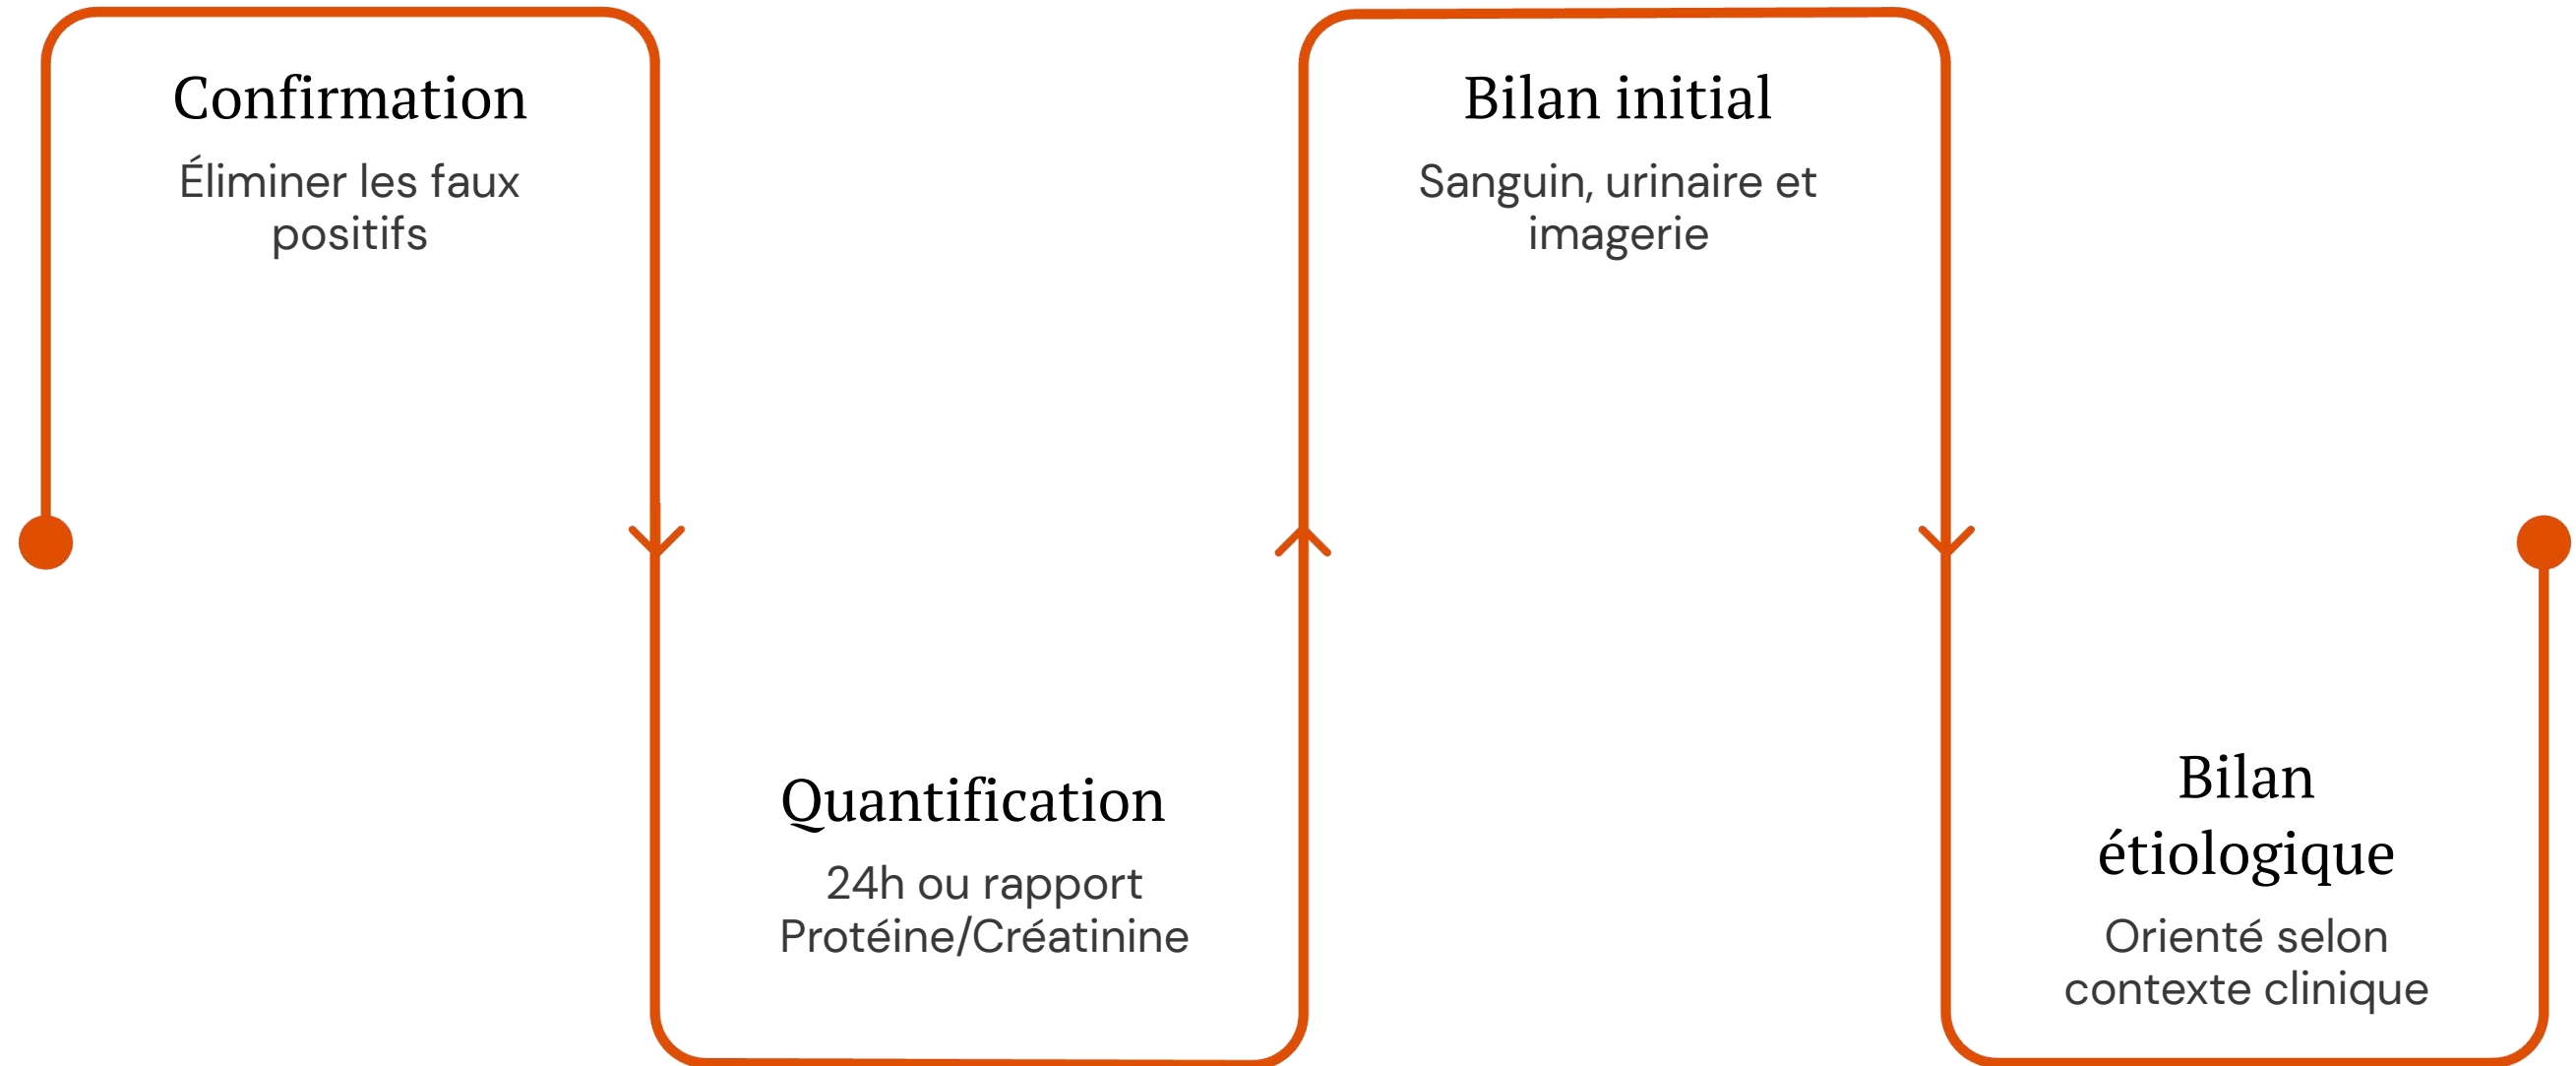 Confirmation
Éliminer les faux
positifs
Quantification
24h ou rapport
Protéine/Créatinine
Bilan initial
Sanguin, urinaire et
imagerie
Bilan
étiologique
Orienté selon
contexte clinique